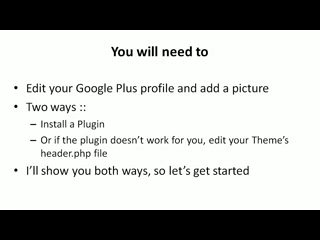 You will need to
• Edit your Google Plus profile and add a picture
• Two ways ::
– Install a Plugin
– Or if the plugin doesn't work for you, edit your Theme's
header.php file
• I'll show you both ways, so let's get started